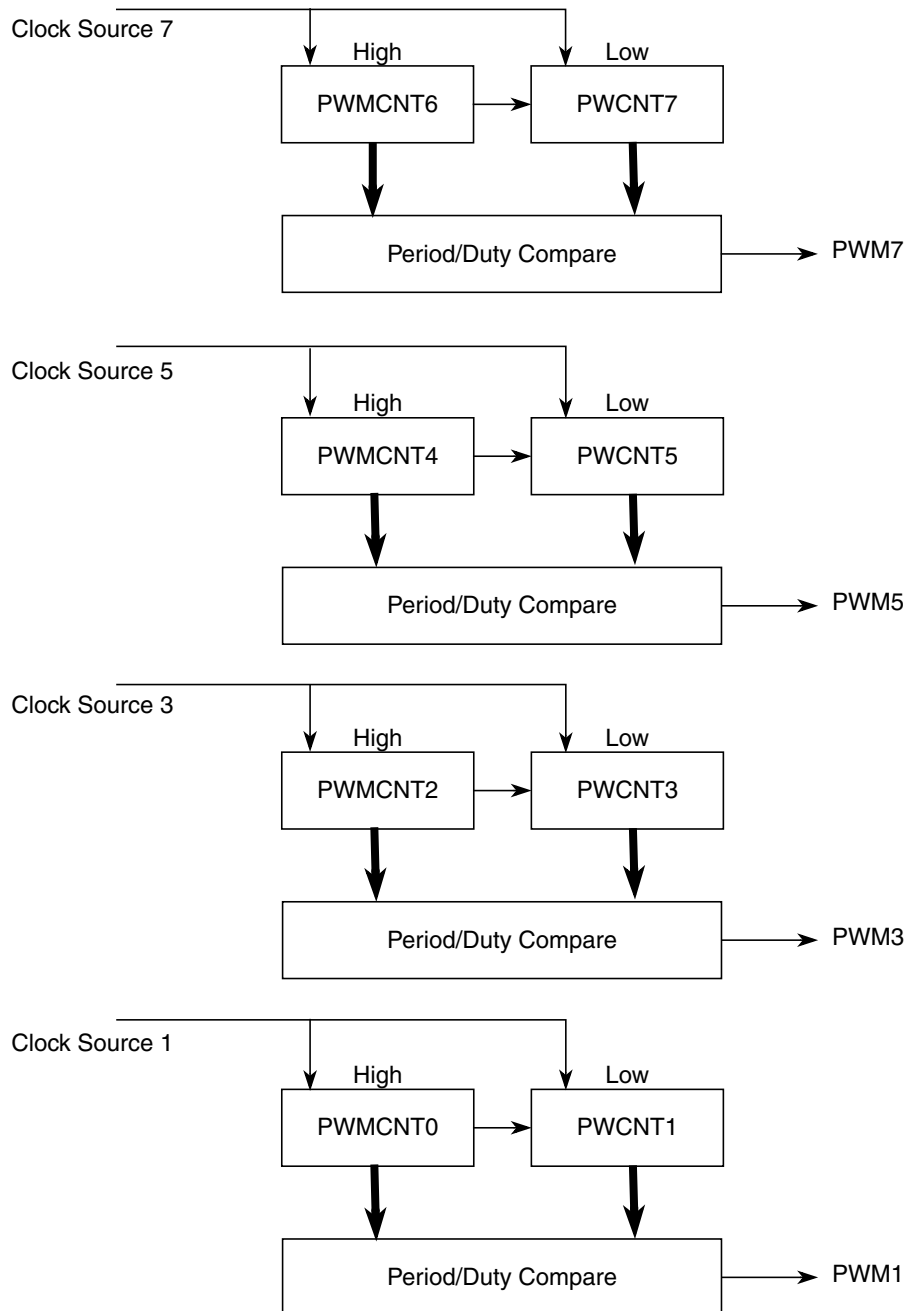 Clock Source 7
High
Low
PWMCNT6
PWCNT7
Period/Duty Compare
PWM7
Clock Source 5
High
Low
PWMCNT4
PWCNT5
Period/Duty Compare
PWM5
Clock Source 3
High
Low
PWMCNT2
PWCNT3
Period/Duty Compare
PWM3
Clock Source 1
High
Low
PWMCNT0
PWCNT1
Period/Duty Compare
PWM1